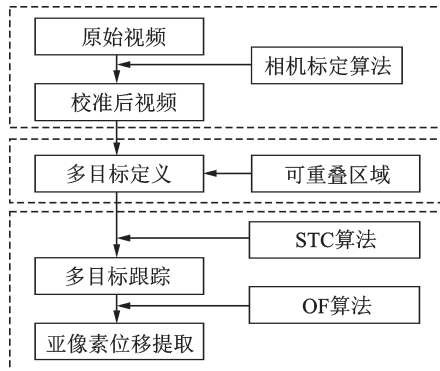 原始视频
相机标定算法
校准后视频
多目标定义
可重叠区域
STC算法
多目标跟踪
OF算法
亚像素位移提取